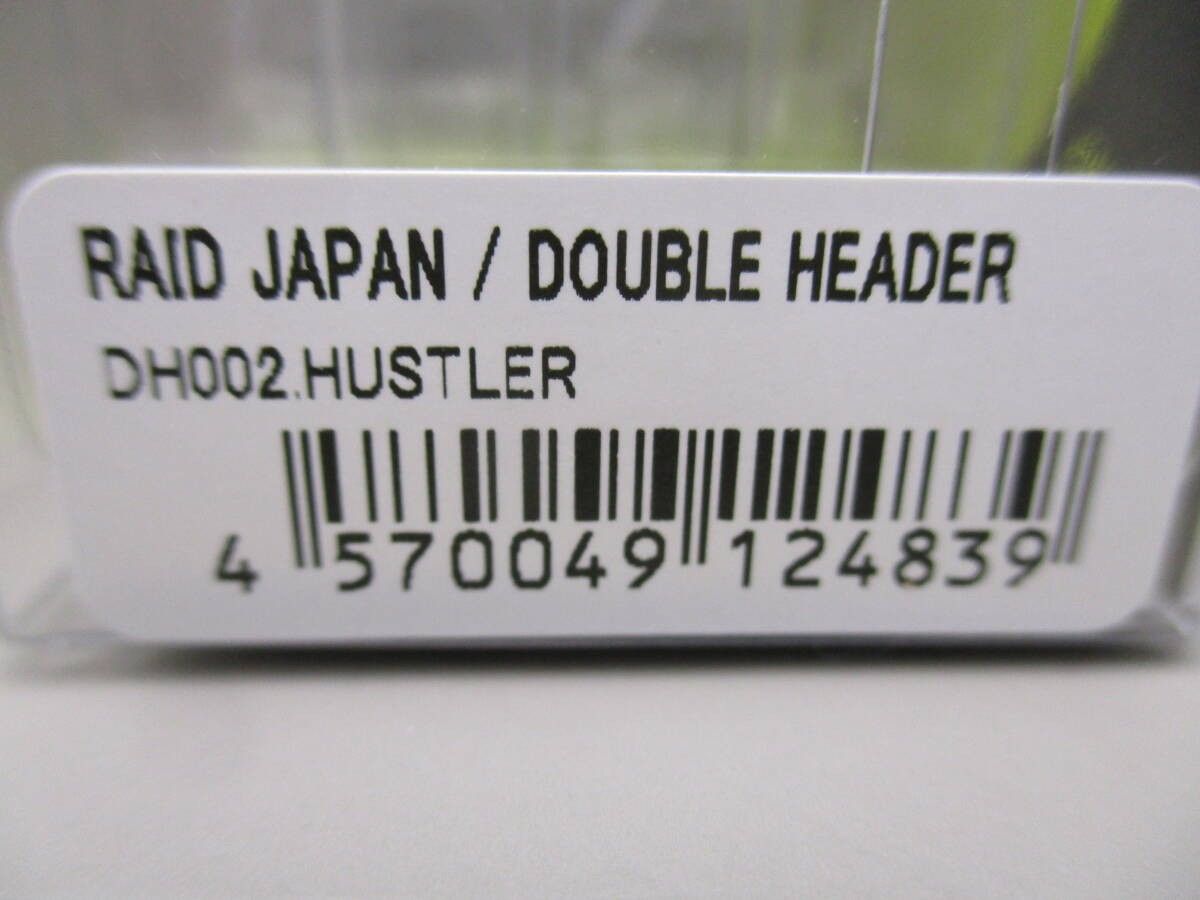 RAID JAPAN / DOUBLE HEADER
DH002.HUSTLER
4 570049 124839